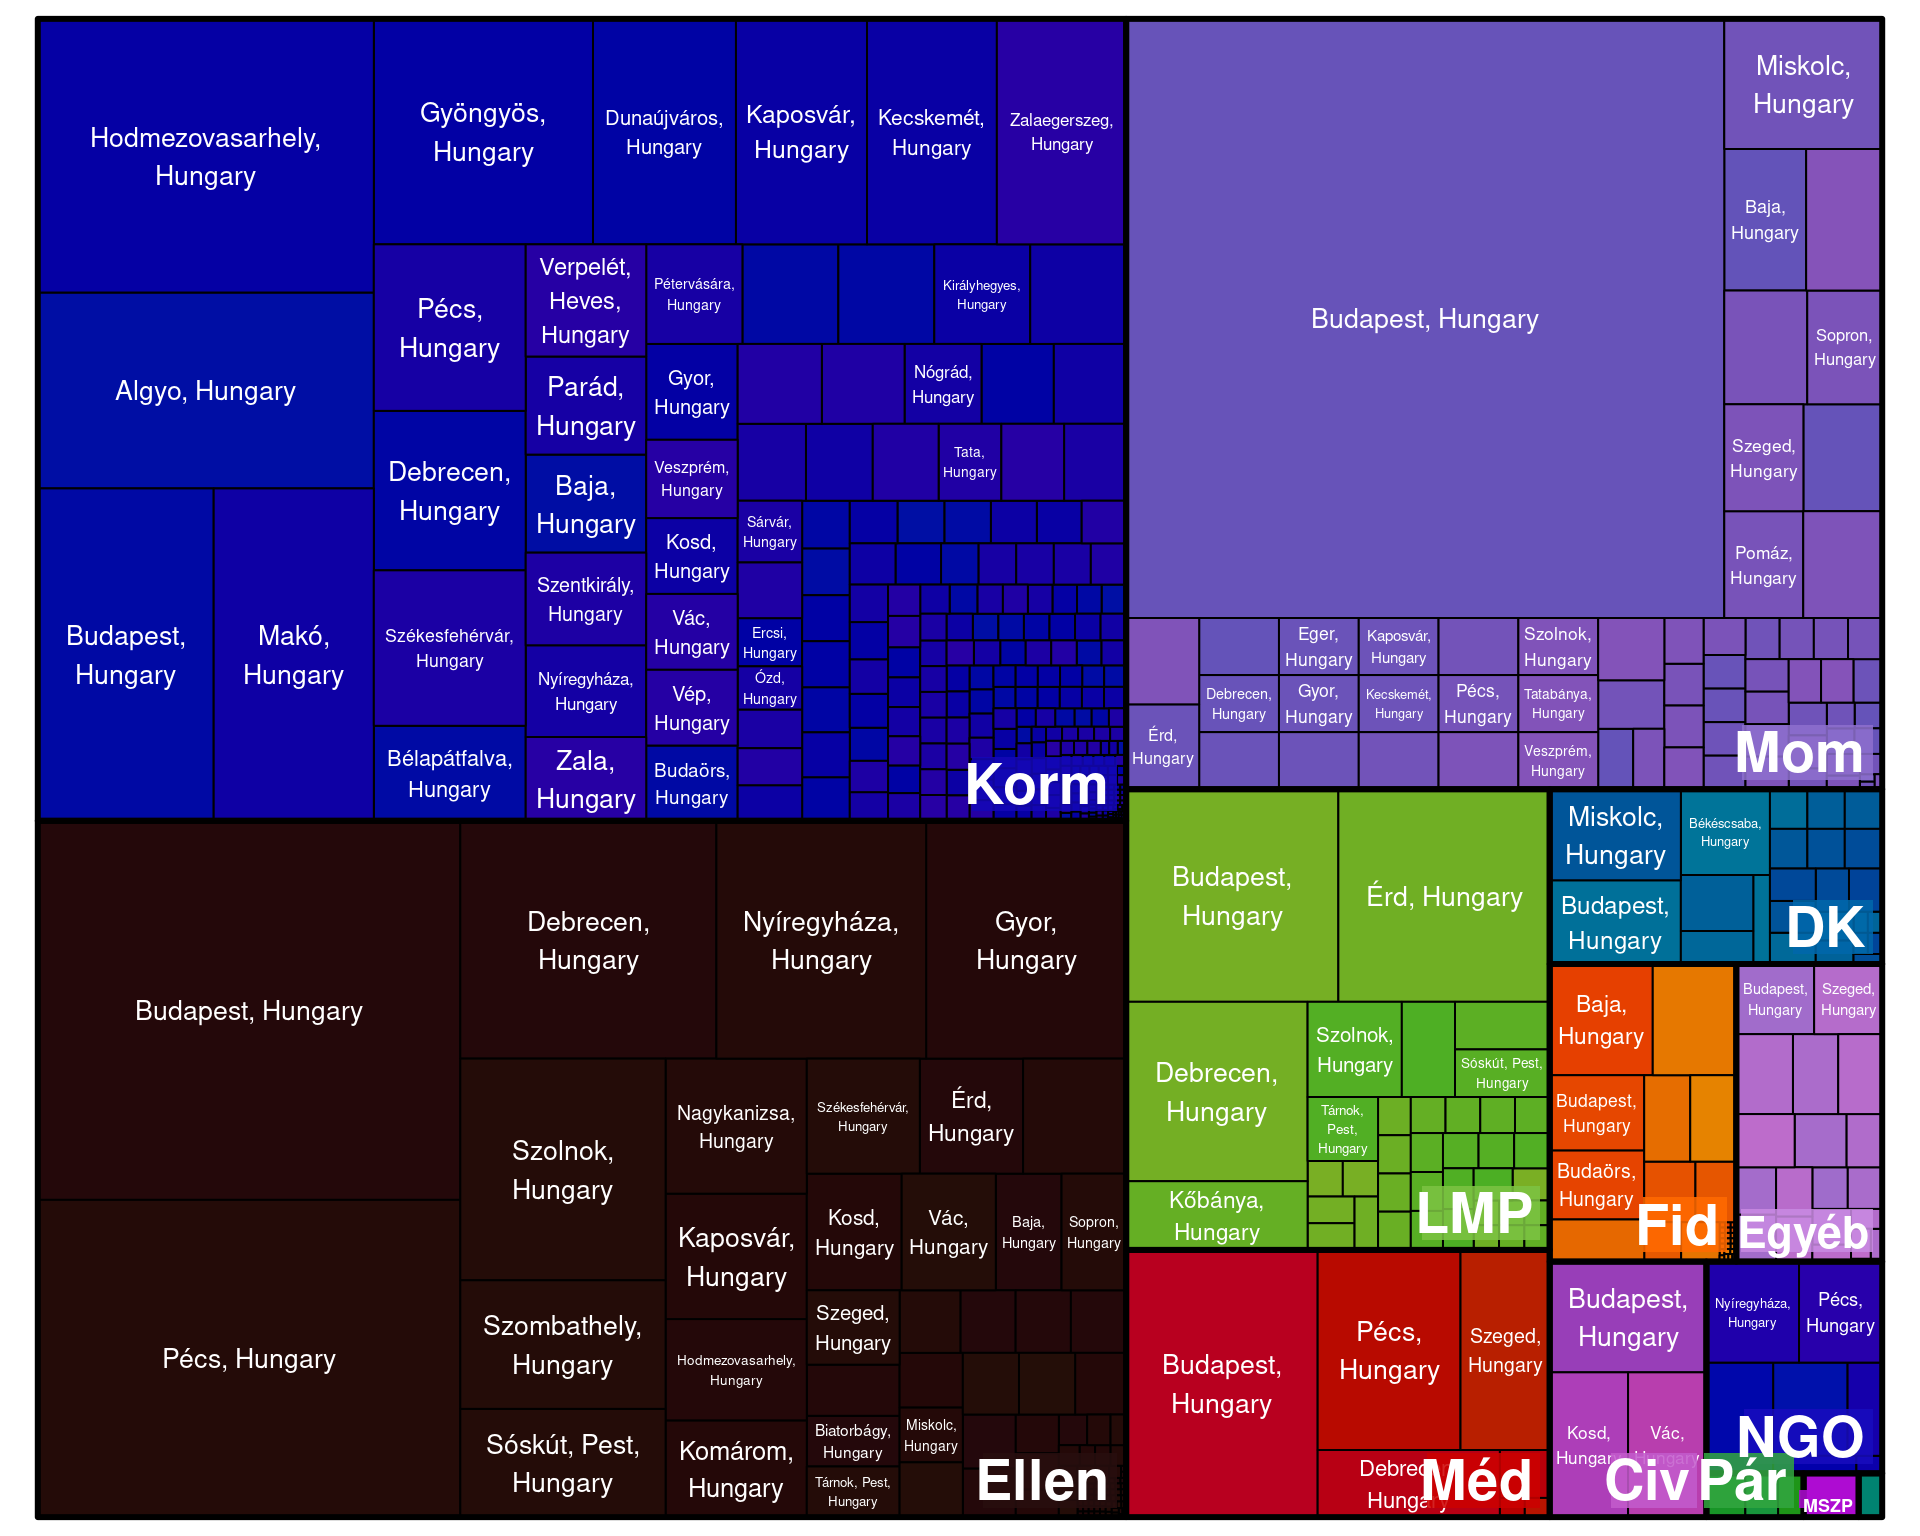 Hodmezovasarhely,
Hungary
Algyo, Hungary
Budapest,
Hungary
Makó,
Hungary
Gyöngyös,
Hungary
Dunaújváros,
Hungary
Kaposvár,
Hungary
Kecskemét,
Hungary
Zalaegerszeg,
Hungary
Pécs,
Hungary
Debrecen,
Hungary
Székesfehérvár,
Hungary
Bélapátfalva,
Hungary
Verpelét,
Heves,
Hungary
Parád,
Hungary
Baja,
Hungary
Szentkirály,
Hungary
Nyíregyháza,
Hungary
Zala,
Hungary
Pétervására,
Hungary
Királyhegyes,
Hungary
Gyor,
Hungary
Veszprém,
Hungary
Kosd,
Hungary
Vác,
Hungary
Vép,
Hungary
Budaörs,
Hungary
Nógrád,
Hungary
Tata,
Hungary
Sárvár,
Hungary
Ercsi,
Hungary
Ózd,
Hungary
Korm
Budapest, Hungary
Miskolc,
Hungary
Baja,
Hungary
Sopron,
Hungary
Szeged,
Hungary
Pomáz,
Hungary
Érd,
Hungary
Debrecen,
Hungary
Eger,
Hungary
Gyor,
Hungary
Kaposvár,
Hungary
Kecskemét,
Hungary
Pécs,
Hungary
Szolnok,
Hungary
Tatabánya,
Hungary
Veszprém,
Hungary
Mom
Budapest, Hungary
Pécs, Hungary
Debrecen,
Hungary
Nyíregyháza,
Hungary
Gyor,
Hungary
Szolnok,
Hungary
Szombathely,
Hungary
Sóskút, Pest,
Hungary
Nagykanizsa,
Hungary
Kaposvár,
Hungary
Hodmezovasarhely,
Hungary
Komárom,
Hungary
Székesfehérvár,
Hungary
Érd,
Hungary
Kosd,
Hungary
Vác,
Hungary
Baja,
Hungary
Sopron,
Hungary
Szeged,
Hungary
Biatorbágy,
Hungary
Tárnok, Pest,
Hungary
Miskolc,
Hungary
Ellen
Budapest,
Hungary
Érd, Hungary
Debrecen,
Hungary
Kőbánya,
Hungary
Szolnok,
Hungary
Sóskút, Pest,
Hungary
Tárnok,
Pest,
Hungary
LMP
Miskolc,
Hungary
Budapest,
Hungary
Békéscsaba,
Hungary
DK
Baja,
Hungary
Budapest,
Hungary
Budaörs,
Hungary
Fid
Budapest,
Hungary
Szeged,
Hungary
Egyéb
Budapest,
Hungary
Pécs,
Hungary
Szeged,
Hungary
Debrecen,
Hungary
Méd
Budapest,
Hungary
Kosd,
Hungary
Vác,
Hungary
Civ
Nyíregyháza,
Hungary
Pécs,
Hungary
NGO
Pár
MSZP